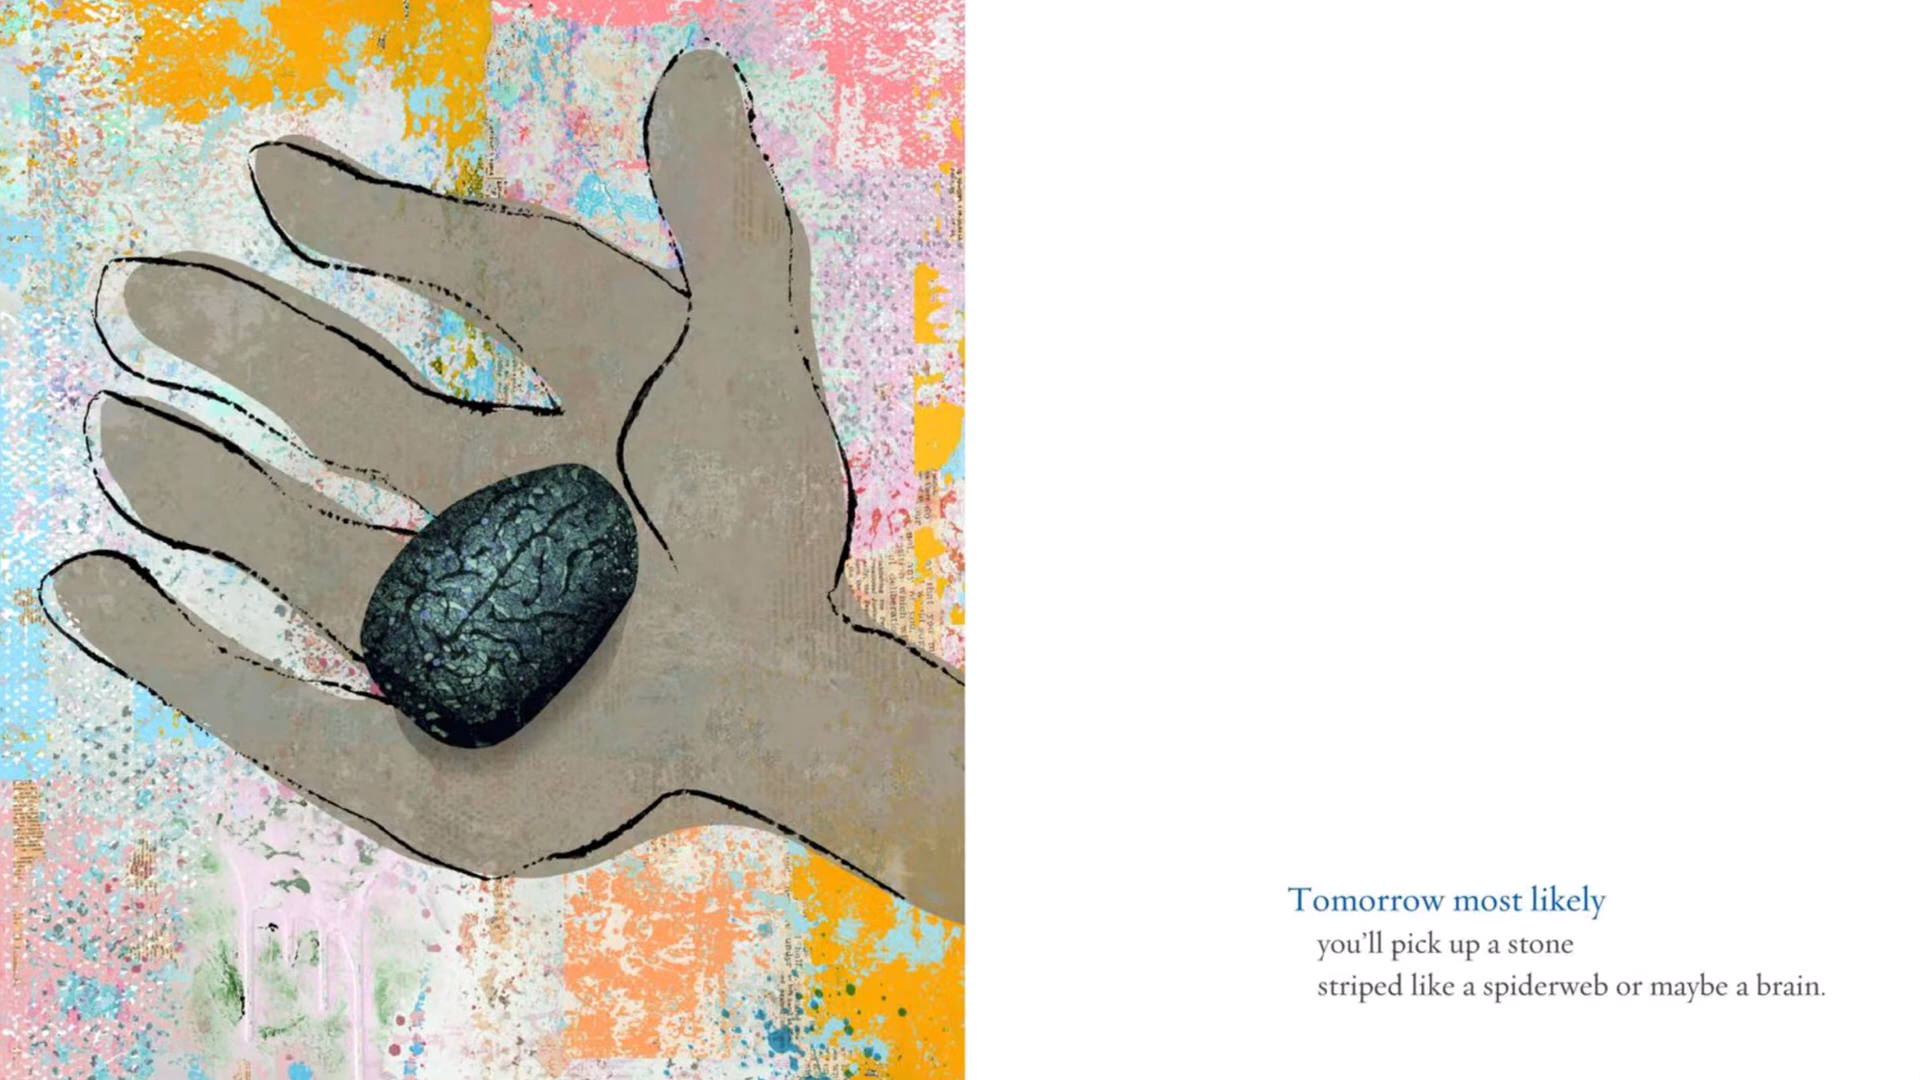 Tomorrow most likely
you’ll pick up a stone
striped like a spiderweb or maybe a brain.